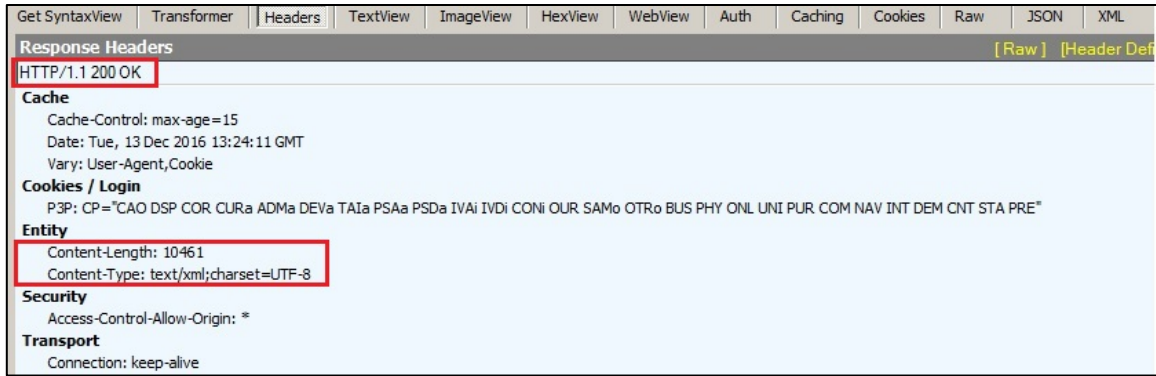 Get SyntaxView Transformer Headers TextView ImageView HexView WebView Auth Caching Cookies Raw JSON XML
Response Headers [ Raw ] [Header Defi
HTTP/1.1 200 OK
Cache
Cache-Control: max-age=15
Date: Tue, 13 Dec 2016 13:24:11 GMT
Vary: User-Agent,Cookie
Cookies / Login
P3P: CP="CAO DSP COR CURa ADMa DEVa TAIa PSAa PSDa IVAi IVDi CONi OUR SAMo OTRo BUS PHY ONL UNI PUR COM NAV INT DEM CNT STA PRE"
Entity
Content-Length: 10461
Content-Type: text/xml;charset=UTF-8
Security
Access-Control-Allow-Origin: *
Transport
Connection: keep-alive